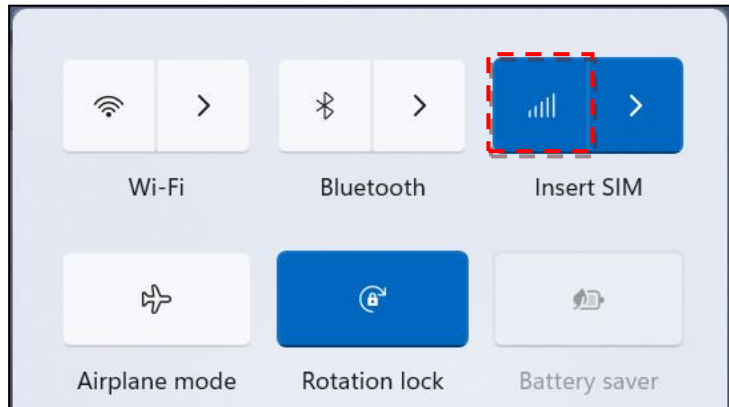 Wi-Fi Bluetooth Insert SIM
Airplane mode Rotation lock Battery saver